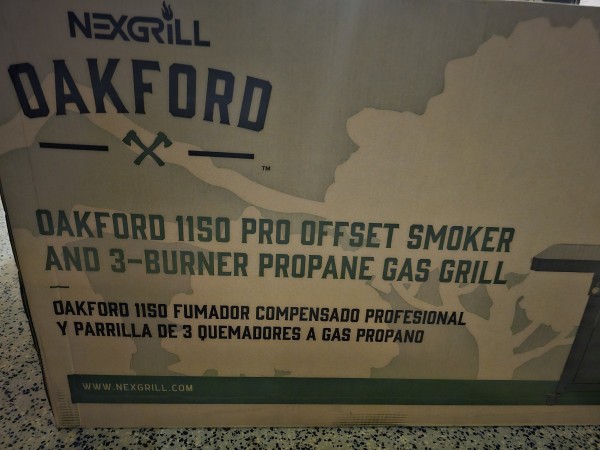 NEXGRILL
OAKFORD
TM
OAKFORD 1150 PRO OFFSET SMOKER
AND 3-BURNER PROPANE GAS GRILL
OAKFORD 1150 FUMADOR COMPENSADO PROFESIONAL
Y PARRILLA DE 3 QUEMADORES A GAS PROPANO
WWW.NEXGRILL.COM